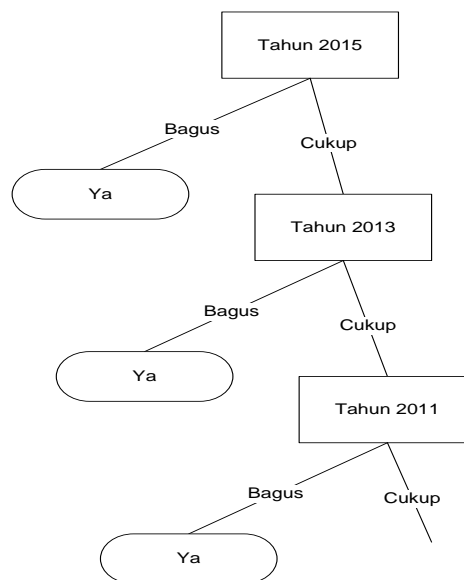 Tahun 2015
Bagus
Cukup
Ya
Tahun 2013
Bagus
Cukup
Ya
Tahun 2011
Bagus
Cukup
Ya